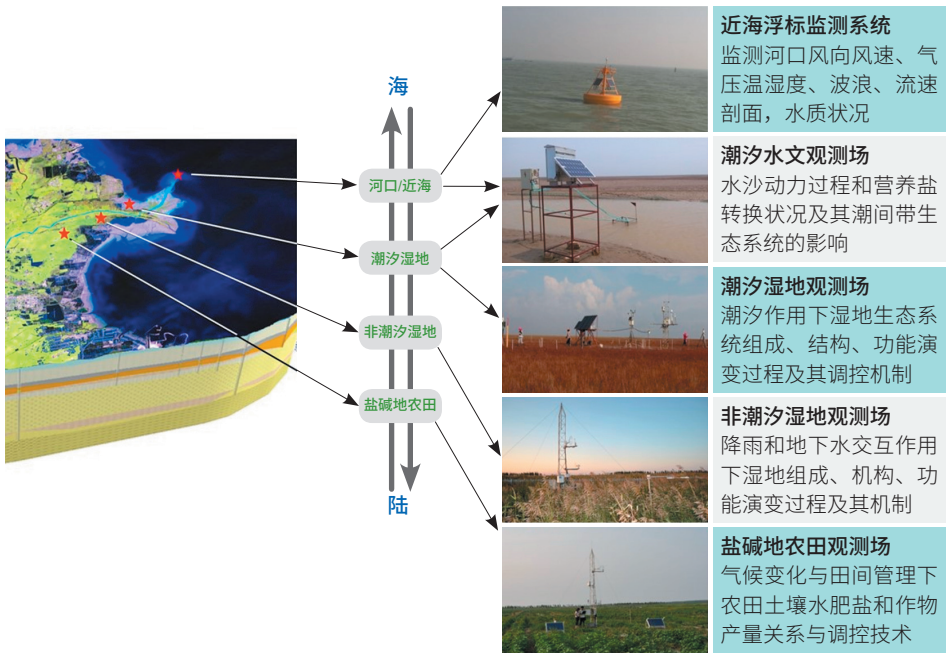 海
河口/近海
潮汐湿地
非潮汐湿地
盐碱地农田
陆
近海浮标监测系统
监测河口风向风速、气
压温湿度、波浪、流速
剖面，水质状况
潮汐水文观测场
水沙动力过程和营养盐
转换状况及其潮间带生
态系统的影响
潮汐湿地观测场
潮汐作用下湿地生态系
统组成、结构、功能演
变过程及其调控机制
非潮汐湿地观测场
降雨和地下水交互作用
下湿地组成、机构、功
能演变过程及其机制
盐碱地农田观测场
气候变化与田间管理下
农田土壤水肥盐和作物
产量关系与调控技术